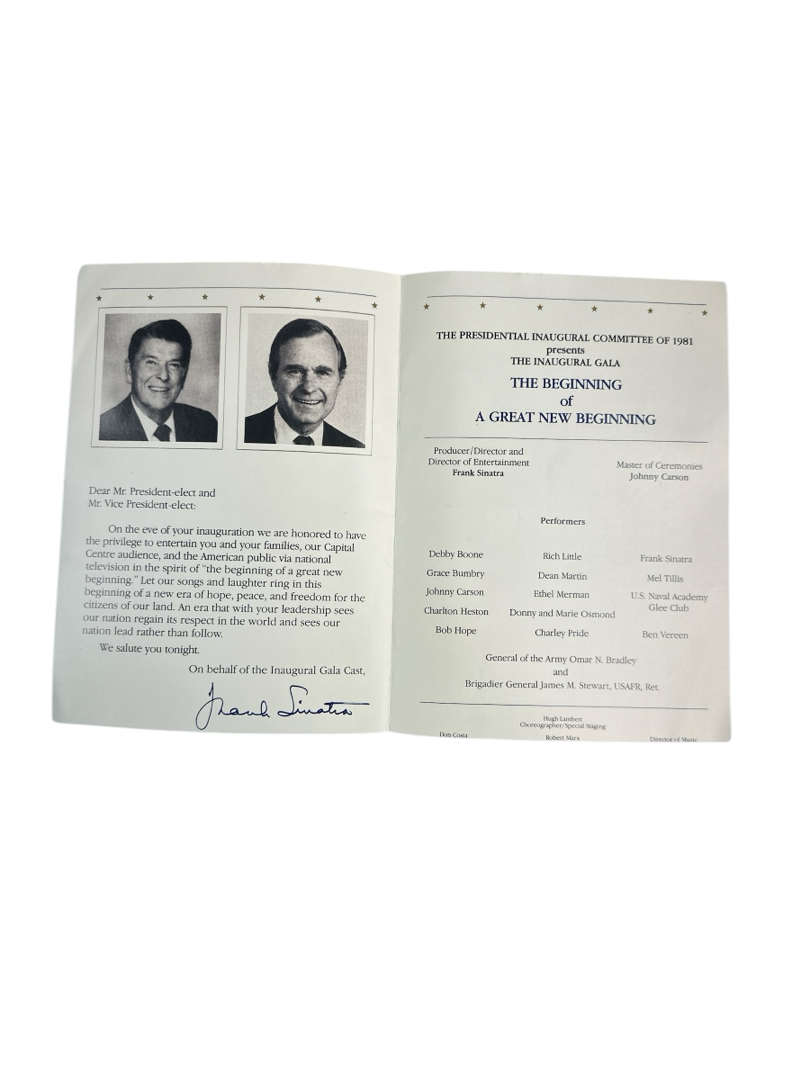 Dear Mr. President-elect and
Mr. Vice President-elect:
On the eve of your inauguration we are honored to have
the privilege to entertain you and your families, our Capital
Centre audience, and the American public via national
television in the spirit of "the beginning of a great new
beginning." Let our songs and laughter ring in this
beginning of a new era of hope, peace, and freedom for the
citizens of our land. An era that with your leadership sees
our nation regain its respect in the world and sees our
nation lead rather than follow.
We salute you tonight.
On behalf of the Inaugural Gala Cast,
Frank Sinatra
THE PRESIDENTIAL INAUGURAL COMMITTEE OF 1981
presents
THE INAUGURAL GALA
THE BEGINNING
of
A GREAT NEW BEGINNING
Producer/Director and
Director of Entertainment
Frank Sinatra
Master of Ceremonies
Johnny Carson
Performers
Debby Boone
Grace Bumbry
Johnny Carson
Charlton Heston
Bob Hope
Rich Little
Dean Martin
Ethel Merman
Donny and Marie Osmond
Charley Pride
Frank Sinatra
Mel Tillis
U.S. Naval Academy
Glee Club
Ben Vereen
General of the Army Omar N. Bradley
and
Brigadier General James M. Stewart, USAFR, Ret.
Hugh Lambert
Choreographer/Special Staging
Don Costa
Robert Marx
Director of Music